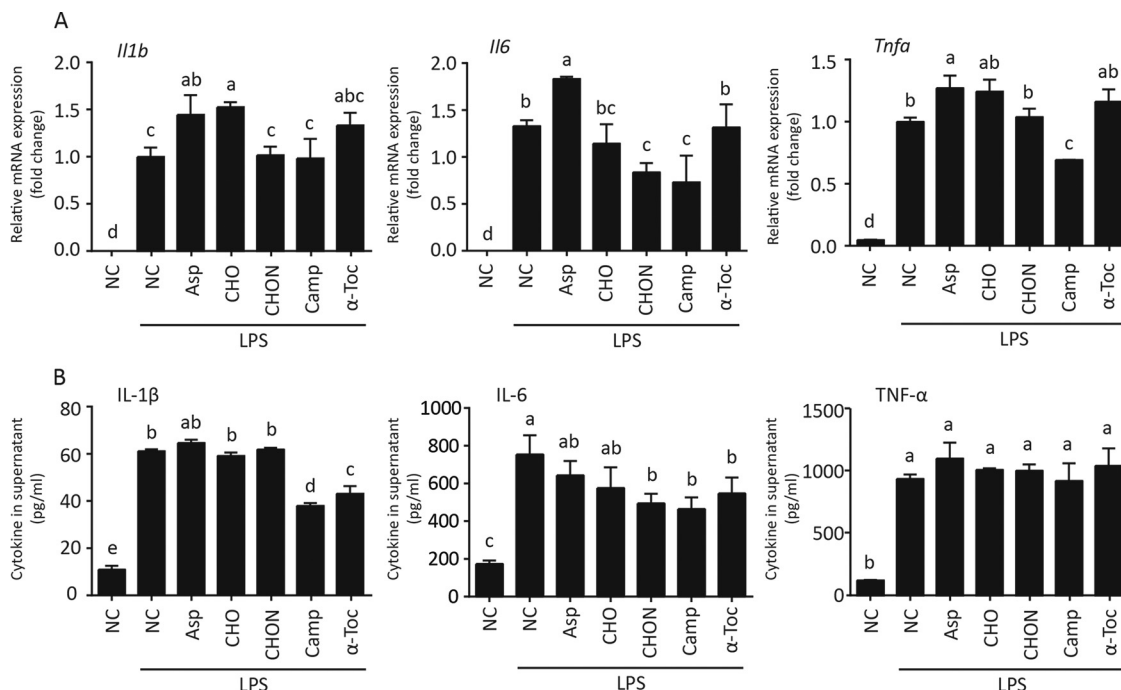 A
Il1b
Relative mRNA expression
(fold change)
2.0
1.5
1.0
0.5
0.0
d
c
ab
a
c
c
abc
NC
NC
Asp
CHO
CHON
Camp
α-Toc
LPS
Il6
Relative mRNA expression
(fold change)
2.0
1.5
1.0
0.5
0.0
d
b
a
bc
c
c
b
NC
NC
Asp
CHO
CHON
Camp
α-Toc
LPS
Tnfa
Relative mRNA expression
(fold change)
1.5
1.0
0.5
0.0
d
b
a
ab
b
c
ab
NC
NC
Asp
CHO
CHON
Camp
α-Toc
LPS
B
IL-1β
Cytokine in supernatant
(pg/ml)
80
60
40
20
0
e
b
ab
b
b
d
c
NC
NC
Asp
CHO
CHON
Camp
α-Toc
LPS
IL-6
Cytokine in supernatant
(pg/ml)
1000
800
600
400
200
0
c
a
ab
ab
b
b
b
NC
NC
Asp
CHO
CHON
Camp
α-Toc
LPS
TNF-α
Cytokine in supernatant
(pg/ml)
1500
1000
500
0
b
a
a
a
a
a
a
NC
NC
Asp
CHO
CHON
Camp
α-Toc
LPS